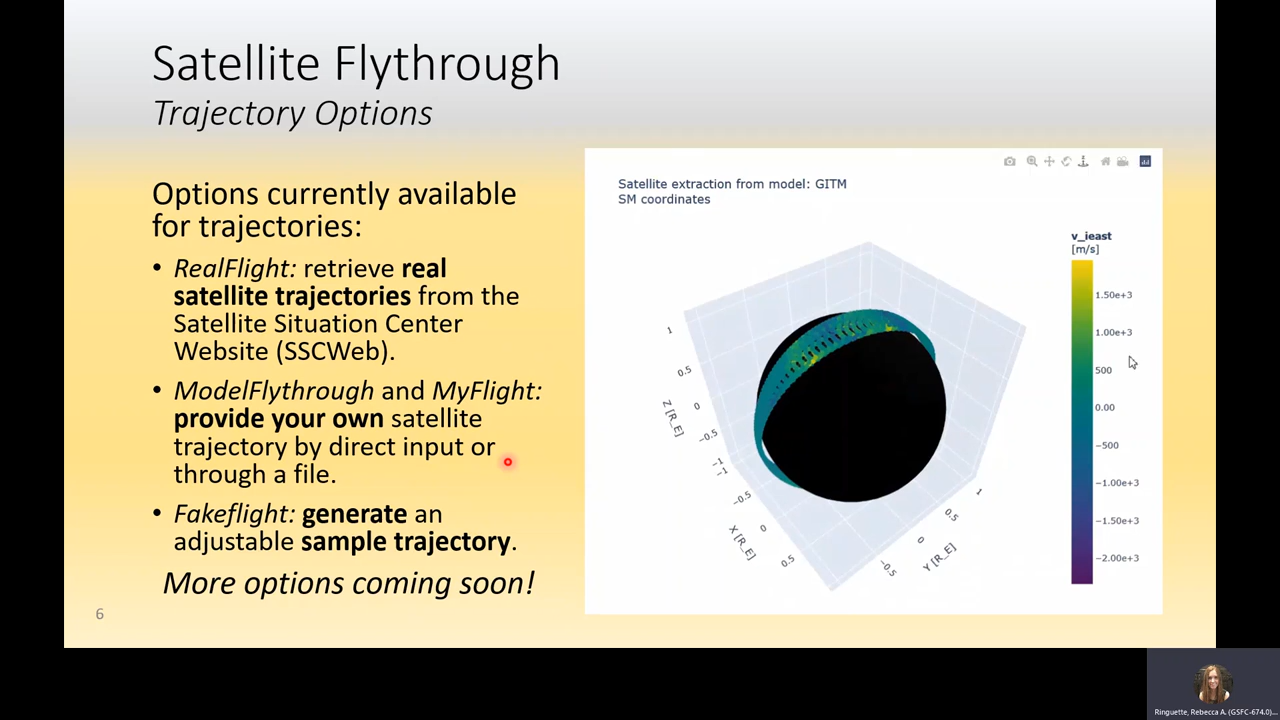 Satellite Flythrough
Trajectory Options
Options currently available
for trajectories:
• RealFlight: retrieve real
satellite trajectories from the
Satellite Situation Center
Website (SSCWeb).
• ModelFlythrough and MyFlight:
provide your own satellite
trajectory by direct input or
through a file.
• Fakeflight: generate an
adjustable sample trajectory.
More options coming soon!
6
Satellite extraction from model: GITM
SM coordinates
v_ieast
[m/s]
1.50e+3
1.00e+3
500
0.00
−500
−1.00e+3
−1.50e+3
−2.00e+3
1
0.5
0
−0.5
−1
Z [R_E]
−1
−0.5
0
0.5
X [R_E]
1
0.5
0
−0.5
Y [R_E]
Ringuette, Rebecca A. (GSFC-674.0)...